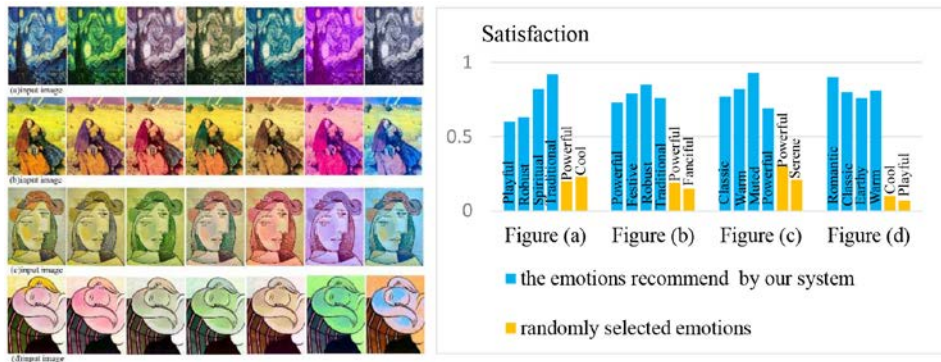 (a)input image
(b)input image
(c)input image
(d)input image
Satisfaction
1
0.5
0
Playful
Robust
Spiritual
Traditional
Powerful
Cool
Powerful
Festive
Robust
Traditional
Powerful
Fanciful
Classic
Warm
Muted
Powerful
Powerful
Serene
Romantic
Classic
Earthy
Warm
Cool
Playful
Figure (a)
Figure (b)
Figure (c)
Figure (d)
the emotions recommend by our system
randomly selected emotions